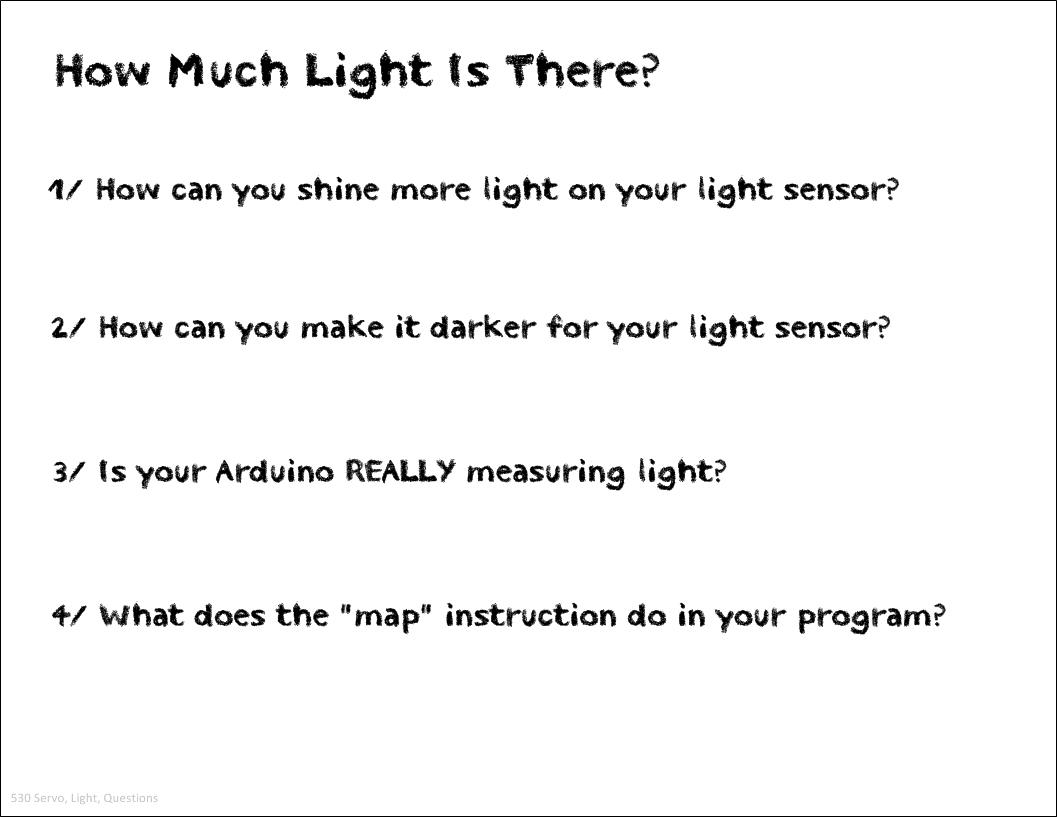 How Much Light Is There?
1/ How can you shine more light on your light sensor?
2/ How can you make it darker for your light sensor?
3/ Is your Arduino REALLY measuring light?
4/ What does the "map" instruction do in your program?
530 Servo, Light, Questions